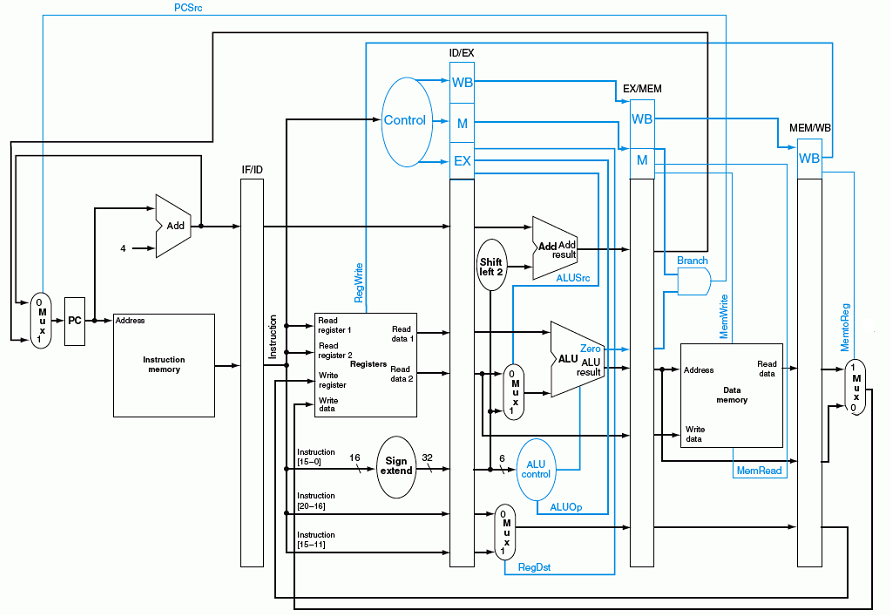 PCSrc
ID/EX
WB
EX/MEM
Control
M
WB
MEM/WB
EX
M
WB
IF/ID
Add
4
Add Add
result
Shift
left 2
Branch
RegWrite
ALUSrc
MemWrite
MemtoReg
0
M
u
x
1
PC
Address
Instruction
memory
Instruction
Read
register 1
Read
data 1
Read
register 2
Registers
Write
register
Read
data 2
Write
data
0
M
u
x
1
Zero
ALU
ALU
result
Address
Read
data
Data
memory
Write
data
1
M
u
x
0
MemRead
Instruction
[15–0]
16
Sign
extend
32
6
ALU
control
ALUOp
Instruction
[20–16]
Instruction
[15–11]
0
M
u
x
1
RegDst